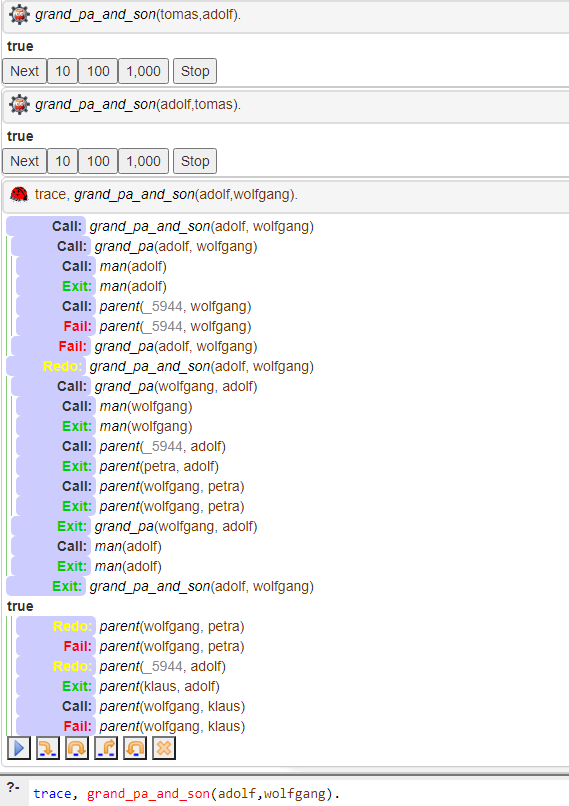 grand_pa_and_son(tomas,adolf).
true
Next 10 100 1,000 Stop
grand_pa_and_son(adolf,tomas).
true
Next 10 100 1,000 Stop
trace, grand_pa_and_son(adolf,wolfgang).
Call: grand_pa_and_son(adolf, wolfgang)
Call: grand_pa(adolf, wolfgang)
Call: man(adolf)
Exit: man(adolf)
Call: parent(_5944, wolfgang)
Fail: parent(_5944, wolfgang)
Fail: grand_pa(adolf, wolfgang)
Redo: grand_pa_and_son(adolf, wolfgang)
Call: grand_pa(wolfgang, adolf)
Call: man(wolfgang)
Exit: man(wolfgang)
Call: parent(_5944, adolf)
Exit: parent(petra, adolf)
Call: parent(wolfgang, petra)
Exit: parent(wolfgang, petra)
Exit: grand_pa(wolfgang, adolf)
Call: man(adolf)
Exit: man(adolf)
Exit: grand_pa_and_son(adolf, wolfgang)
true
Redo: parent(wolfgang, petra)
Fail: parent(wolfgang, petra)
Redo: parent(_5944, adolf)
Exit: parent(klaus, adolf)
Call: parent(wolfgang, klaus)
Fail: parent(wolfgang, klaus)
?- trace, grand_pa_and_son(adolf,wolfgang).